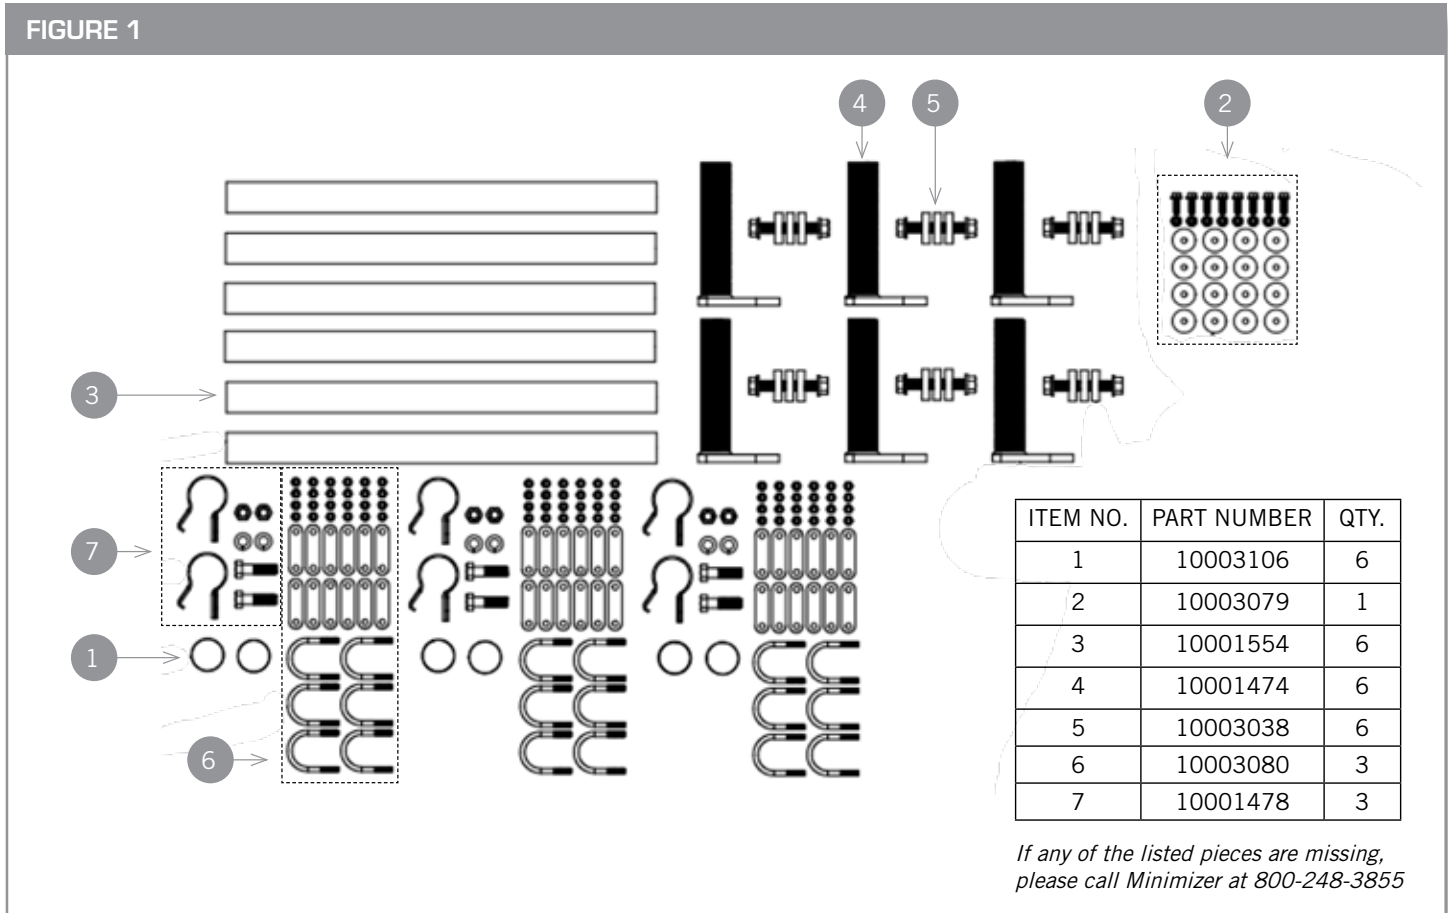 FIGURE 1
4 5 2
3
7
1
6
ITEM NO. PART NUMBER QTY.
1 10003106 6
2 10003079 1
3 10001554 6
4 10001474 6
5 10003038 6
6 10003080 3
7 10001478 3
If any of the listed pieces are missing,
please call Minimizer at 800-248-3855